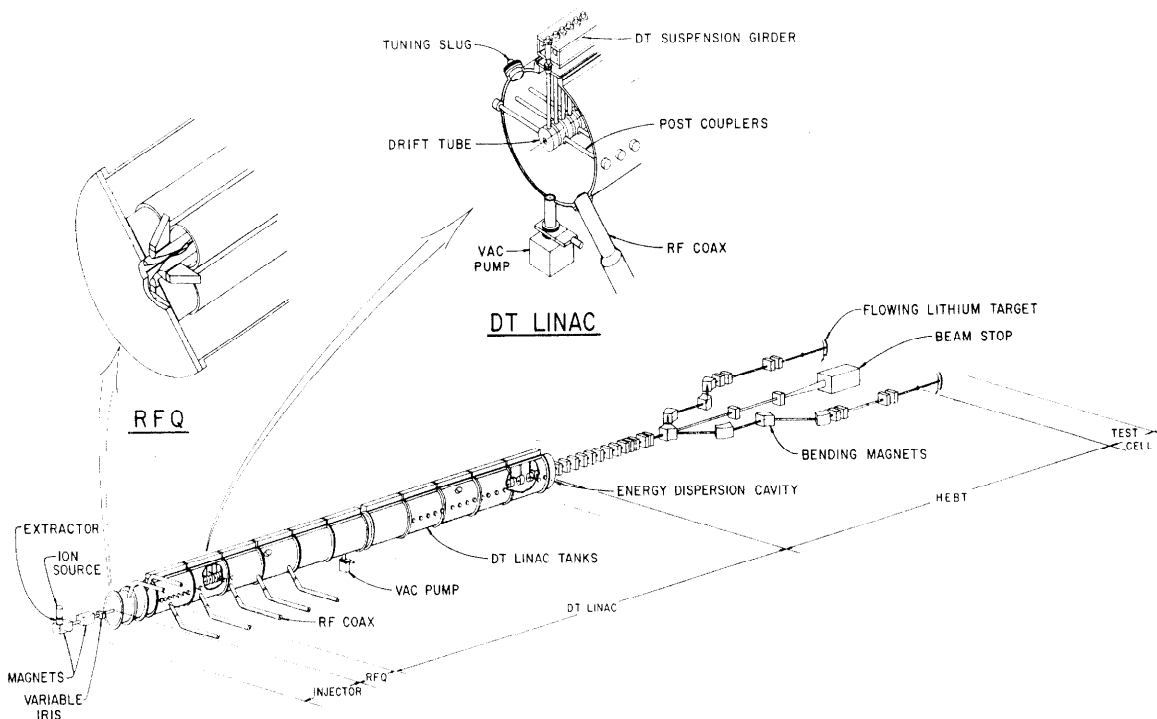 TUNING SLUG
DT SUSPENSION GIRDER
POST COUPLERS
DRIFT TUBE
VAC
PUMP
RF COAX
DT LINAC
RFQ
FLOWING LITHIUM TARGET
BEAM STOP
BENDING MAGNETS
TEST
CELL
ENERGY DISPERSION CAVITY
HEBT
EXTRACTOR
ION
SOURCE
DT LINAC TANKS
VAC PUMP
RF COAX
DT LINAC
MAGNETS
VARIABLE
IRIS
INJECTOR
RFQ